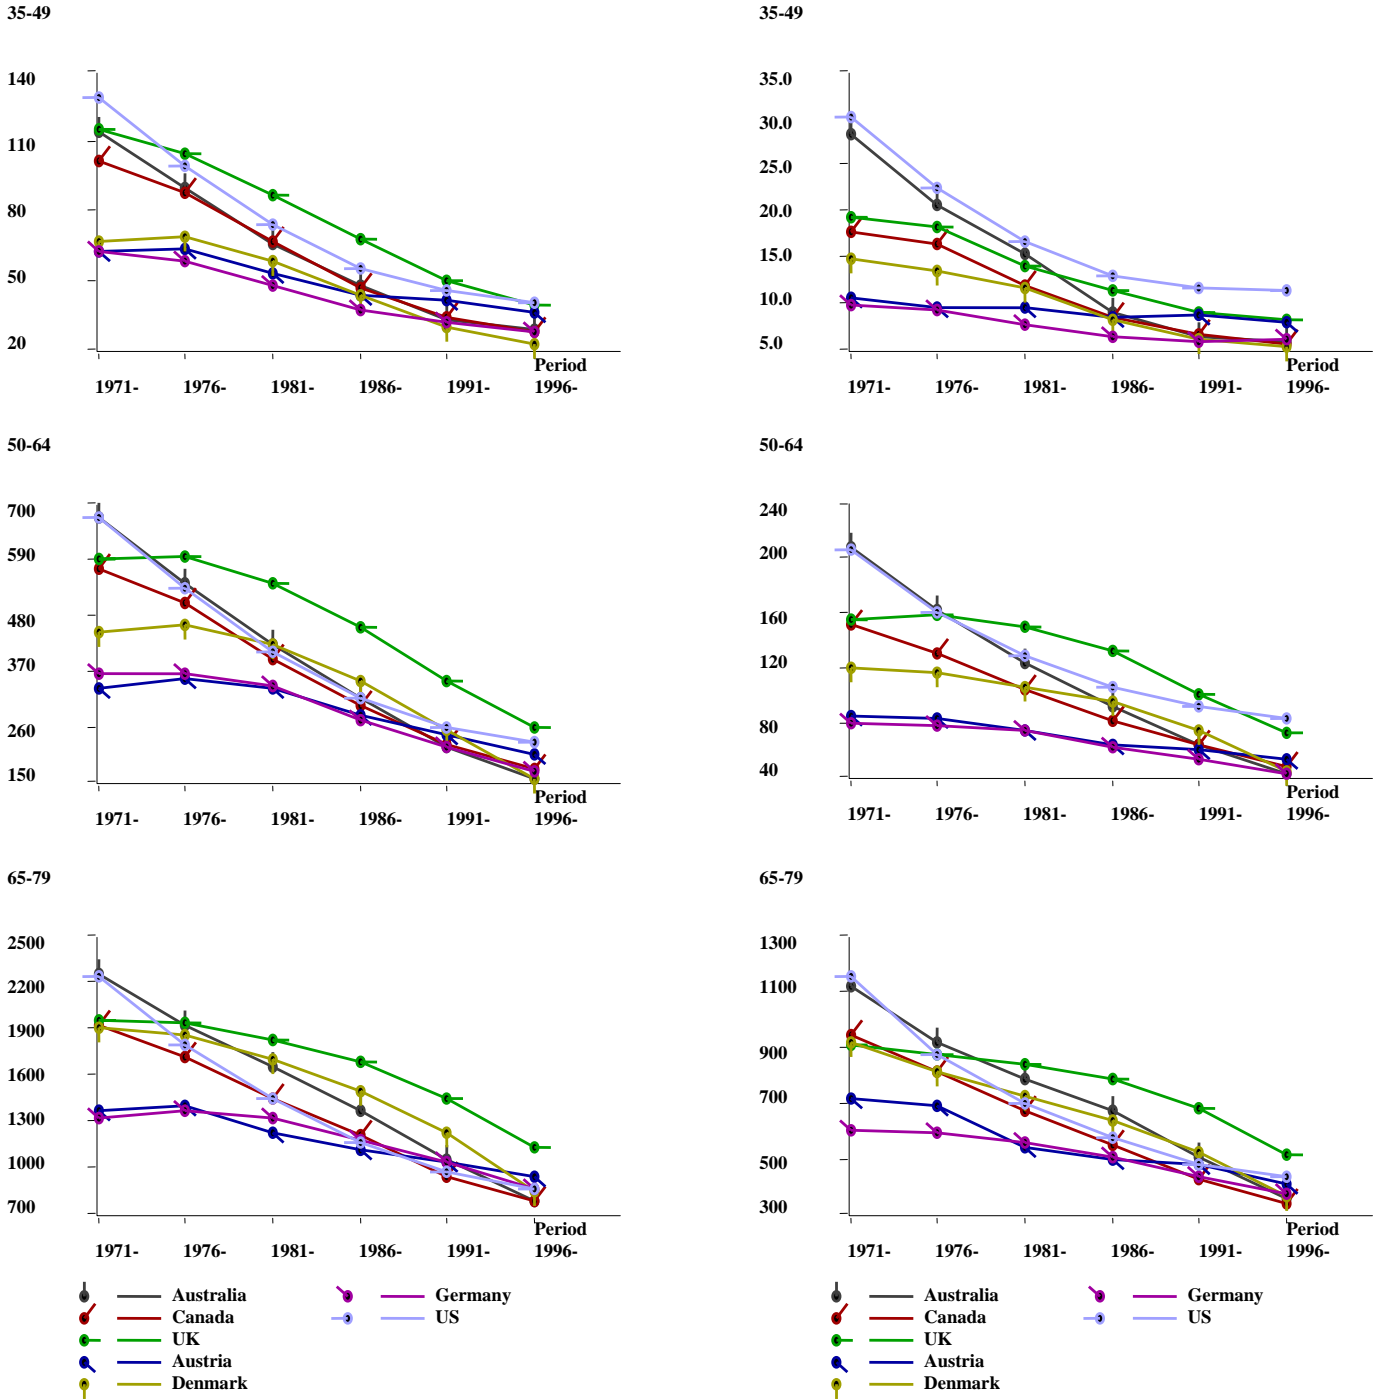 35-49
140
110
80
50
20
Period
1971- 1976- 1981- 1986- 1991- 1996-
35-49
35.0
30.0
25.0
20.0
15.0
10.0
5.0
Period
1971- 1976- 1981- 1986- 1991- 1996-
50-64
700
590
480
370
260
150
Period
1971- 1976- 1981- 1986- 1991- 1996-
50-64
240
200
160
120
80
40
Period
1971- 1976- 1981- 1986- 1991- 1996-
65-79
2500
2200
1900
1600
1300
1000
700
Period
1971- 1976- 1981- 1986- 1991- 1996-
65-79
1300
1100
900
700
500
300
Period
1971- 1976- 1981- 1986- 1991- 1996-
Australia
Canada
UK
Austria
Denmark
Germany
US
Australia
Canada
UK
Austria
Denmark
Germany
US